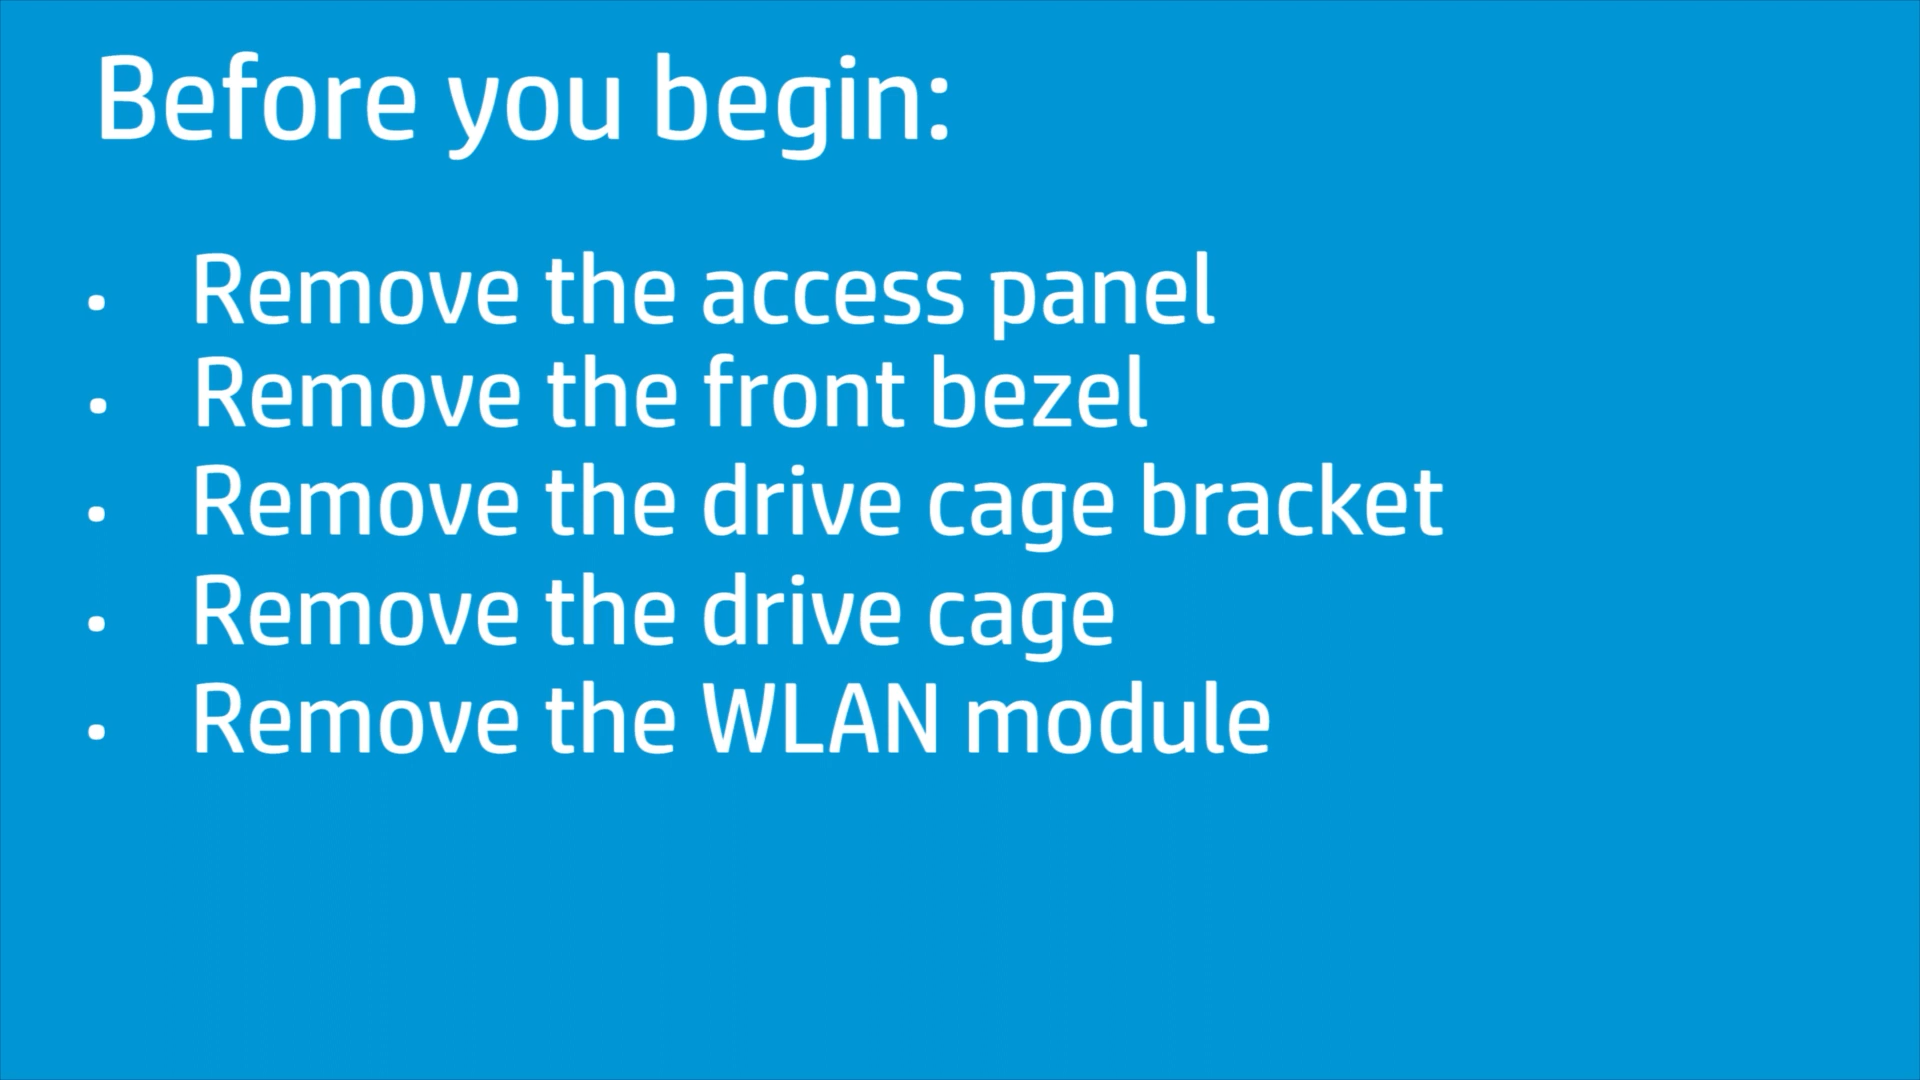 Before you begin:
• Remove the access panel
• Remove the front bezel
• Remove the drive cage bracket
• Remove the drive cage
• Remove the WLAN module